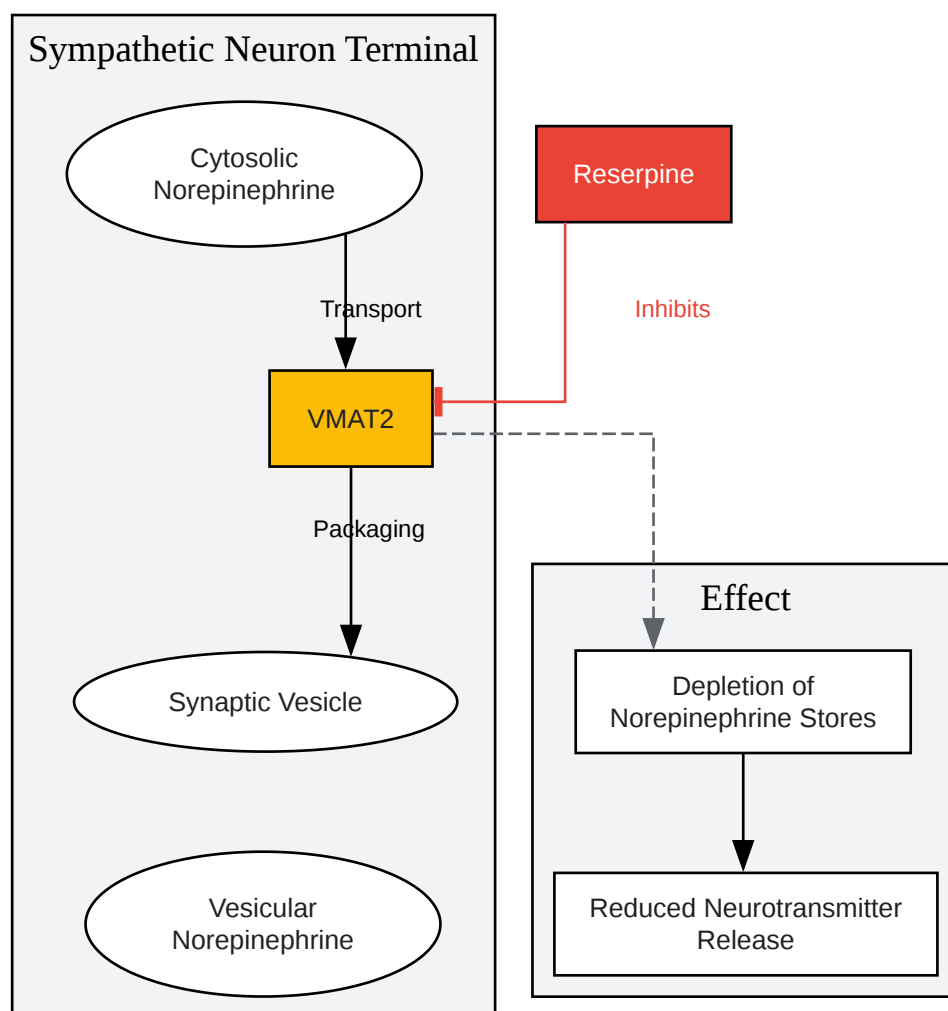 Sympathetic Neuron Terminal
Cytosolic
Norepinephrine
Reserpine
Transport
Inhibits
VMAT2
Packaging
Effect
Synaptic Vesicle
Depletion of
Norepinephrine Stores
Vesicular
Norepinephrine
Reduced Neurotransmitter
Release